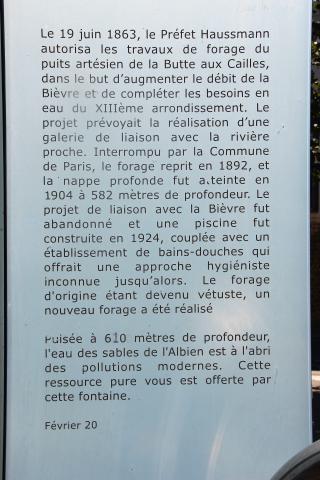 Le 19 juin 1863, le Préfet Haussmann
autorisa les travaux de forage du
puits artésien de la Butte aux Cailles,
dans le but d'augmenter le débit de la
Bièvre et de compléter les besoins en
eau du XIIIème arrondissement. Le
projet prévoyait la réalisation d'une
galerie de liaison avec la rivière
proche. Interrompu par la Commune
de Paris, le forage reprit en 1892, et
la nappe profonde fut atteinte en
1904 à 582 mètres de profondeur. Le
projet de liaison avec la Bièvre fut
abandonné et une piscine fut
construite en 1924, couplée avec un
établissement de bains-douches qui
offrait une approche hygiéniste
inconnue jusqu'alors. Le forage
d'origine étant devenu vétuste, un
nouveau forage a été réalisé
Puisée à 610 mètres de profondeur,
l'eau des sables de l'Albien est à l'abri
des pollutions modernes. Cette
ressource pure vous est offerte par
cette fontaine.
Février 20